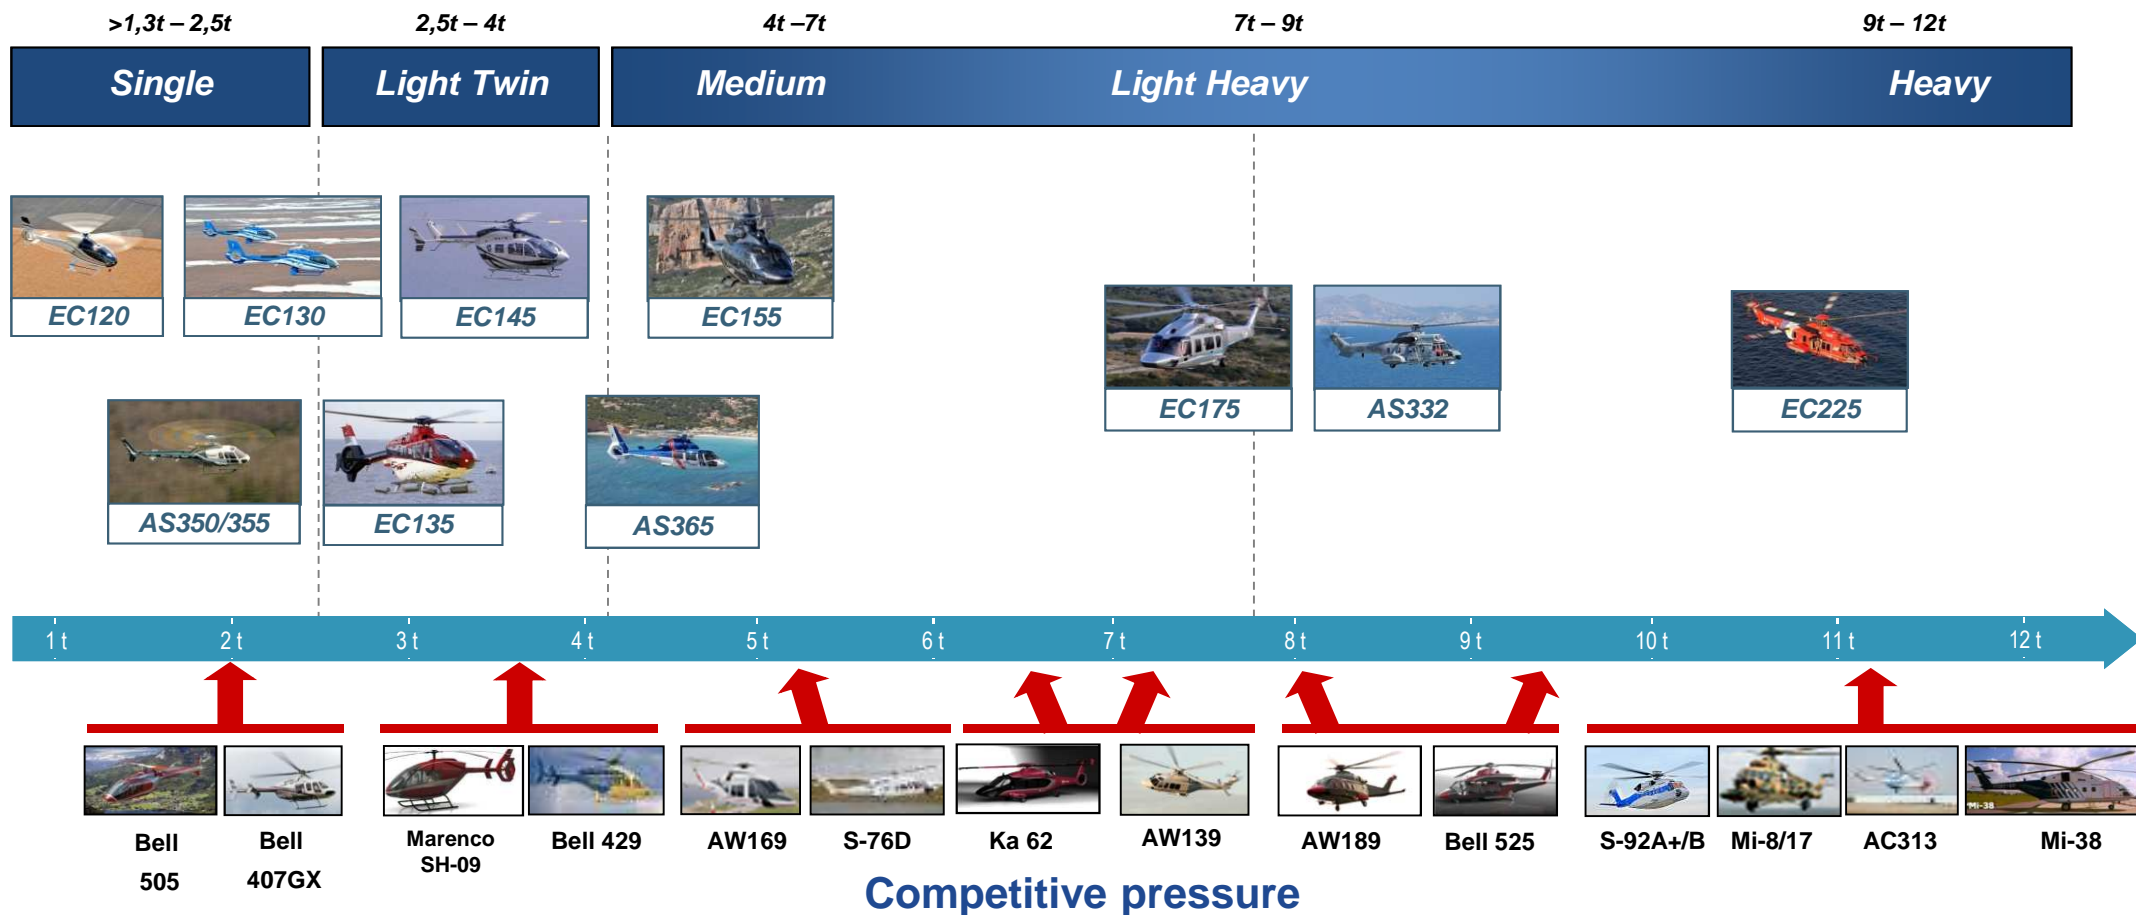 >1,3t – 2,5t
2,5t – 4t
4t –7t
7t – 9t
9t – 12t
Single
Light Twin
Medium
Light Heavy
Heavy
EC120
EC130
EC145
EC155
EC175
AS332
EC225
AS350/355
EC135
AS365
1 t
2 t
3 t
4 t
5 t
6 t
7 t
8 t
9 t
10 t
11 t
12 t
Mi-38
Bell
505
Bell
407GX
Marenco
SH-09
Bell 429
AW169
S-76D
Ka 62
AW139
AW189
Bell 525
S-92A+/B
Mi-8/17
AC313
Mi-38
Competitive pressure